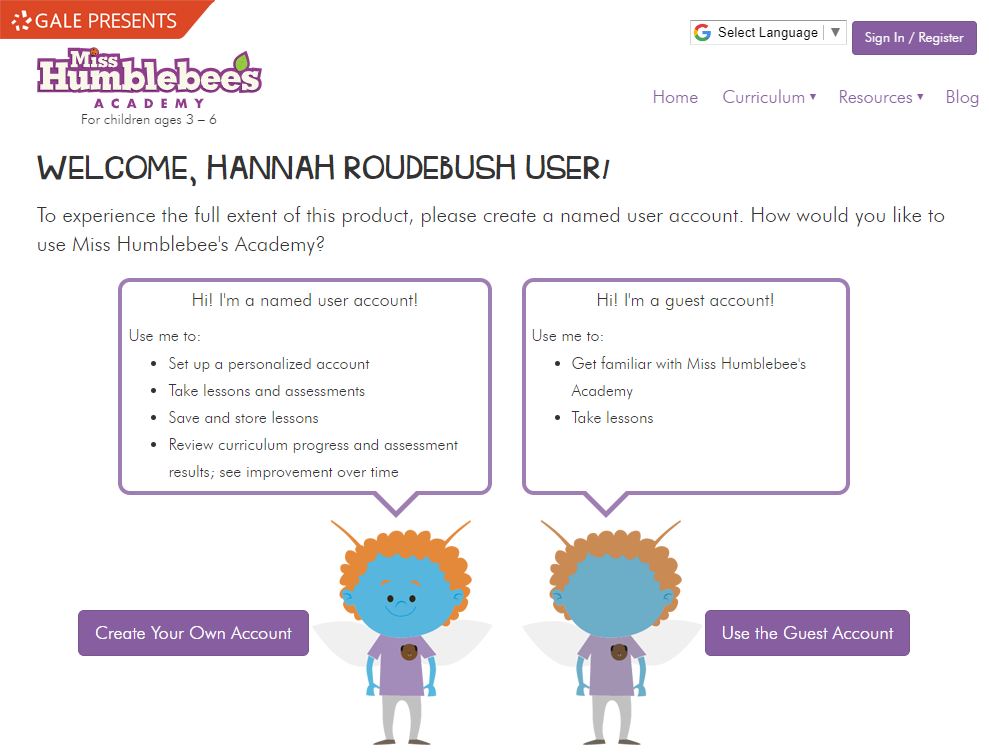 GALE PRESENTS
Select Language ▼
Sign In / Register
Miss
Humblebee's
ACADEMY
For children ages 3 – 6
Home Curriculum ▾ Resources ▾ Blog
WELCOME, HANNAH ROUDEBUSH USER!
To experience the full extent of this product, please create a named user account. How would you like to
use Miss Humblebee's Academy?
Hi! I'm a named user account!
Use me to:
• Set up a personalized account
• Take lessons and assessments
• Save and store lessons
• Review curriculum progress and assessment
results; see improvement over time
Hi! I'm a guest account!
Use me to:
• Get familiar with Miss Humblebee's
Academy
• Take lessons
Create Your Own Account
Use the Guest Account